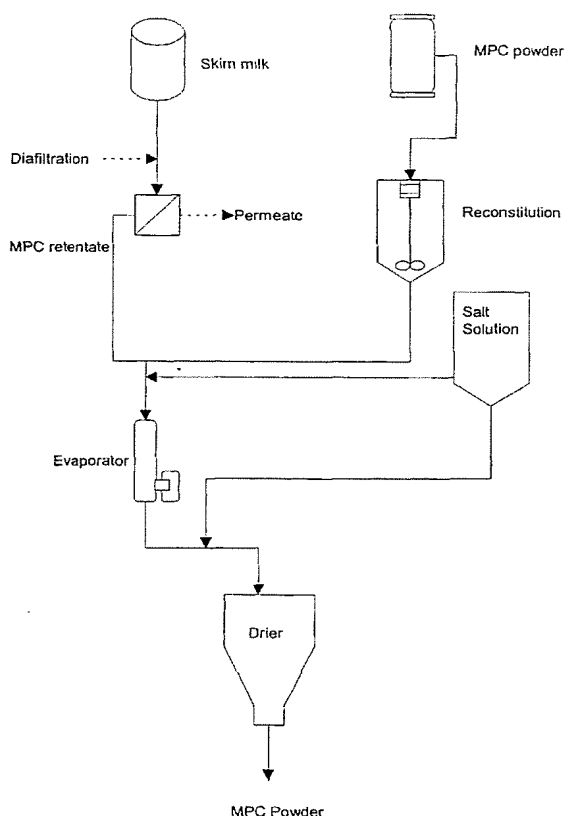 Skim milk
MPC powder
Diafiltration
Permeate
Reconstitution
MPC retentate
Salt
Solution
Evaporator
Drier
MPC Powder